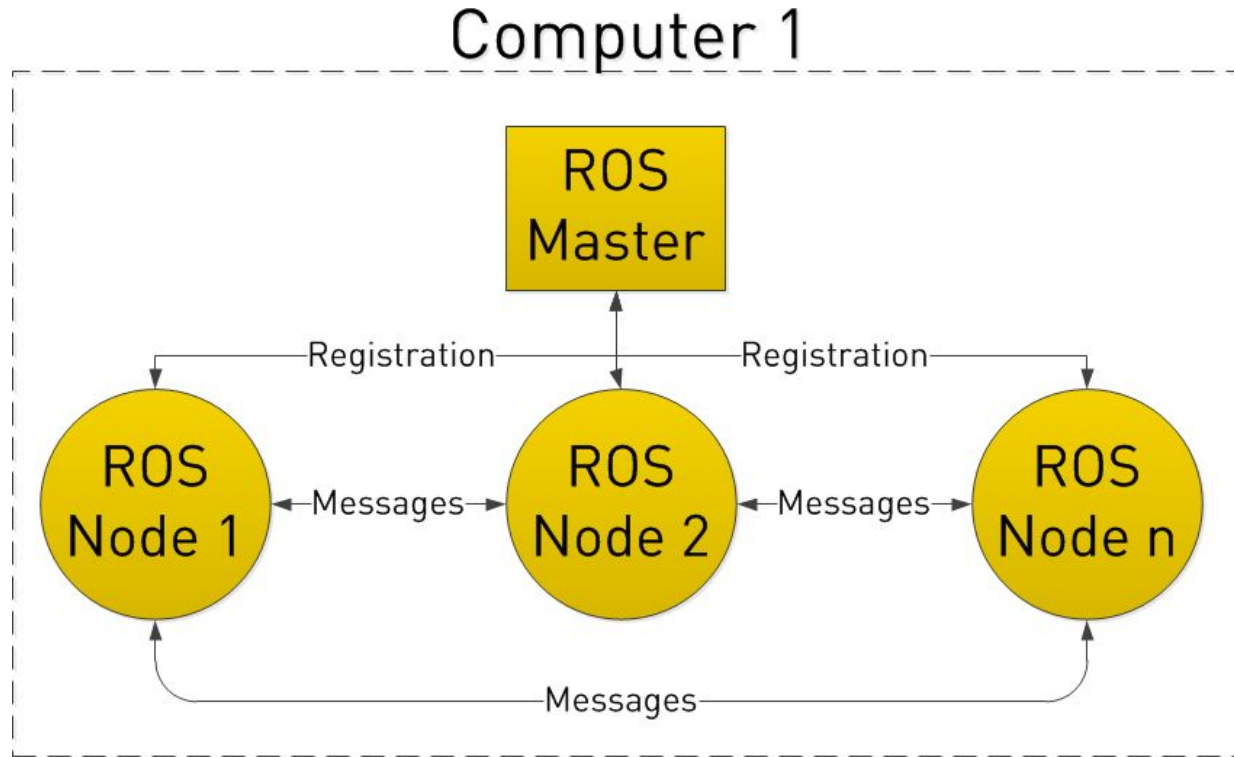 Computer 1
ROS
Master
Registration
Registration
ROS
Node 1
Messages
ROS
Node 2
Messages
ROS
Node n
Messages